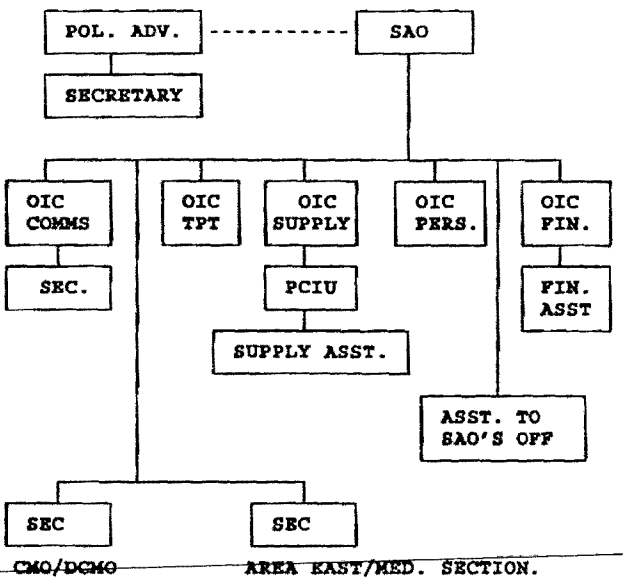 POL. ADV.
SAO
SECRETARY
OIC
COMMS
OIC
TPT
OIC
SUPPLY
OIC
PERS.
OIC
FIN.
SEC.
PCIU
FIN.
ASST
SUPPLY ASST.
ASST. TO
SAO'S OFF
SEC
SEC
CMO/DCMO
AREA EAST/MED. SECTION.